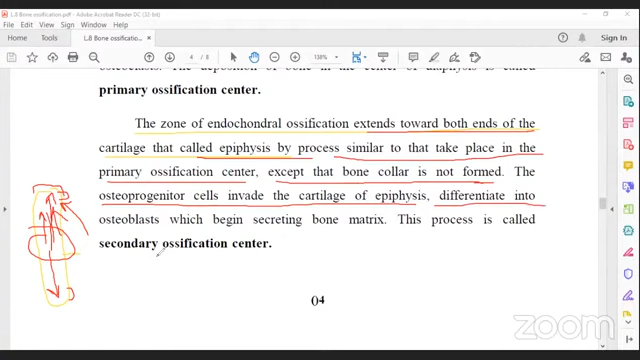 L.8 Bone ossification.pdf - Adobe Acrobat Reader DC (32-bit)
File Edit View Sign Window Help
Home Tools L.8 Bone ossification... × Sign In
4 / 6 138%
primary ossification center.
The zone of endochondral ossification extends toward both ends of the
cartilage that called epiphysis by process similar to that take place in the
primary ossification center, except that bone collar is not formed. The
osteoprogenitor cells invade the cartilage of epiphysis, differentiate into
osteoblasts which begin secreting bone matrix. This process is called
secondary ossification center.
()4
zoom